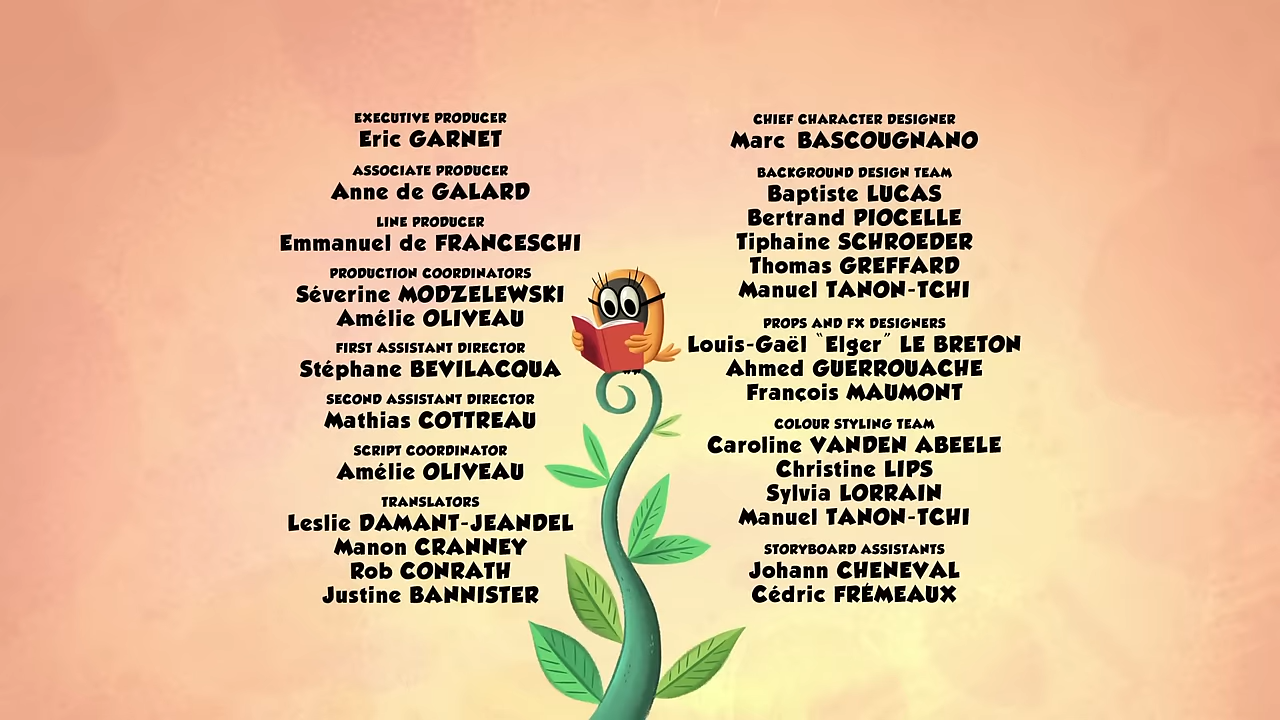 EXECUTIVE PRODUCER
Eric GARNET
ASSOCIATE PRODUCER
Anne de GALARD
LINE PRODUCER
Emmanuel de FRANCESCHI
PRODUCTION COORDINATORS
Séverine MODZELEWSKI
Amélie OLIVEAU
FIRST ASSISTANT DIRECTOR
Stéphane BEVILACQUA
SECOND ASSISTANT DIRECTOR
Mathias COTTREAU
SCRIPT COORDINATOR
Amélie OLIVEAU
TRANSLATORS
Leslie DAMANT-JEANDEL
Manon CRANNEY
Rob CONRATH
Justine BANNISTER
CHIEF CHARACTER DESIGNER
Marc BASCOUGNANO
BACKGROUND DESIGN TEAM
Baptiste LUCAS
Bertrand PIOCELLE
Tiphaine SCHROEDER
Thomas GREFFARD
Manuel TANON-TCHI
PROPS AND FX DESIGNERS
Louis-Gaël "Elger" LE BRETON
Ahmed GUERROUACHE
François MAUMONT
COLOUR STYLING TEAM
Caroline VANDEN ABEELE
Christine LIPS
Sylvia LORRAIN
Manuel TANON-TCHI
STORYBOARD ASSISTANTS
Johann CHENEVAL
Cédric FRÉMEAUX